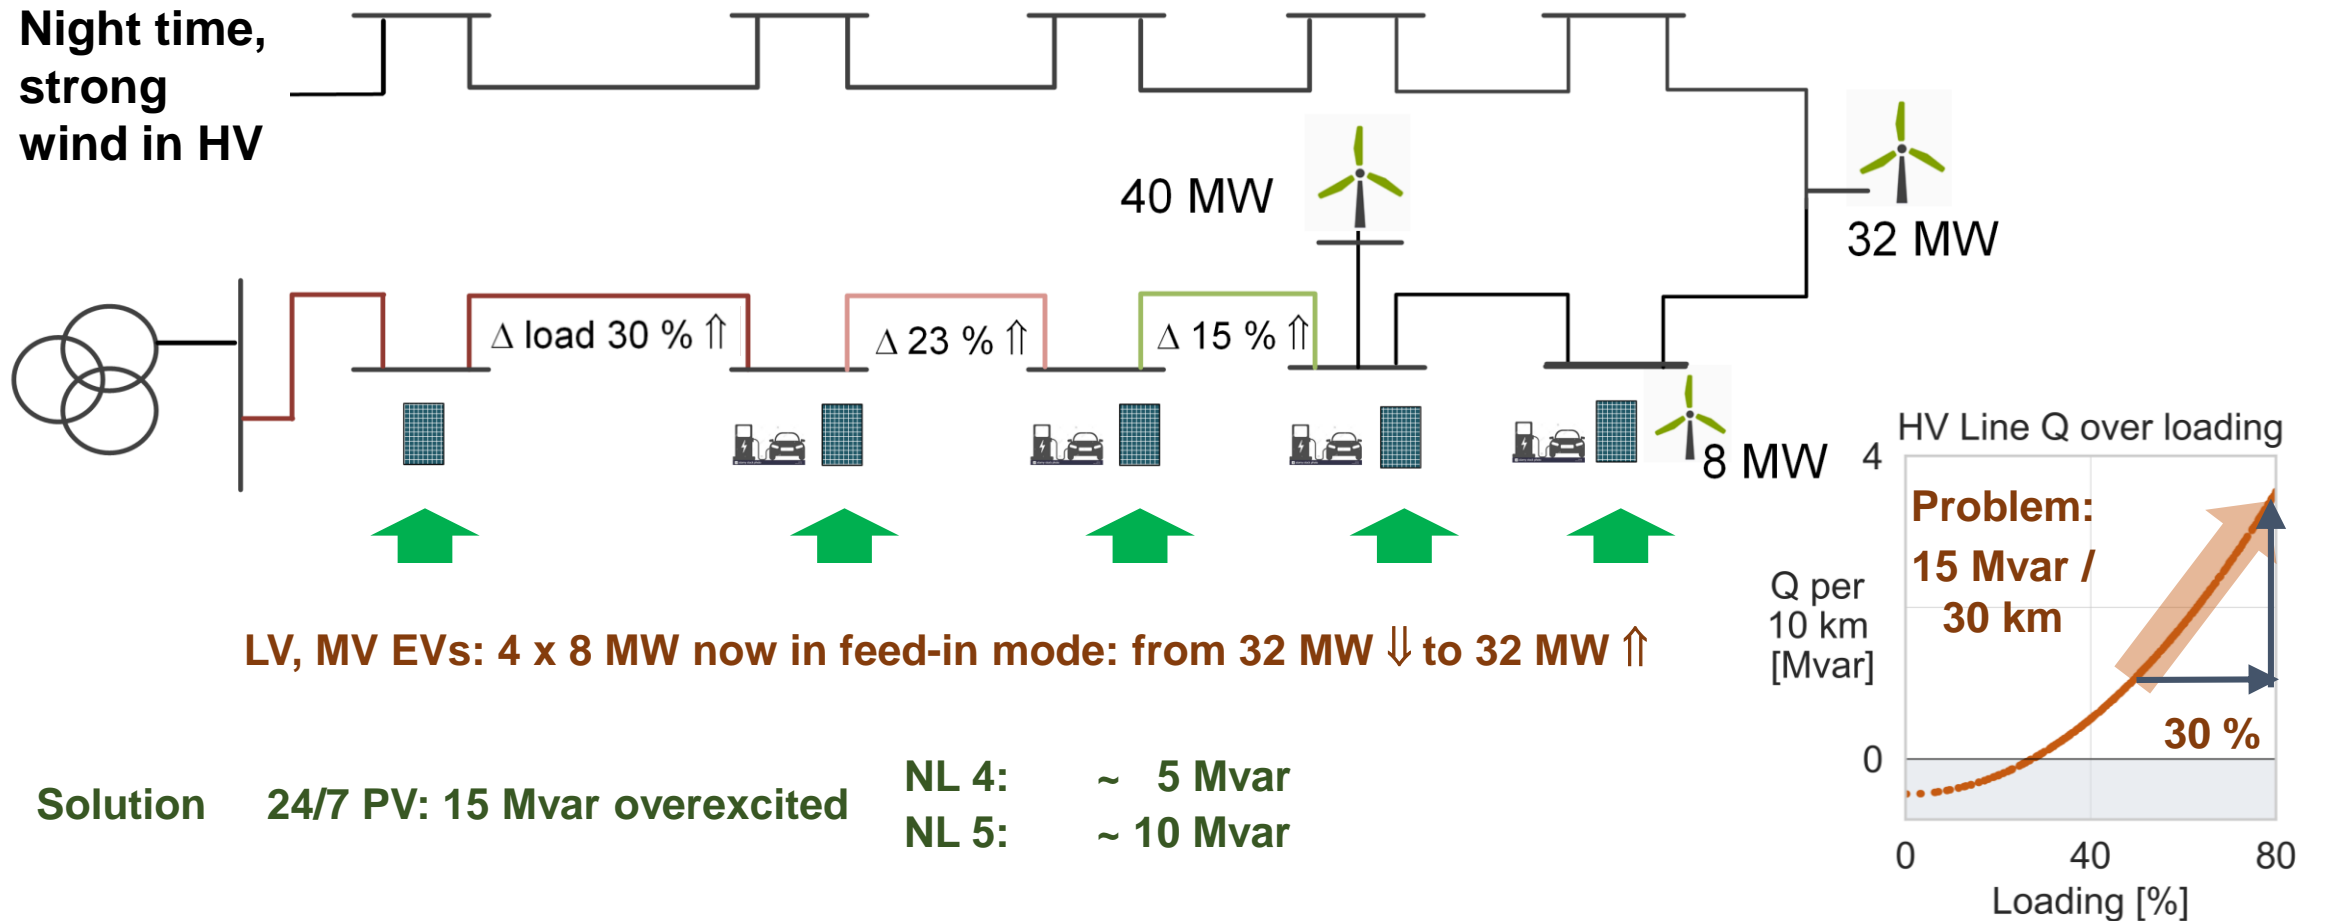 Night time,
strong
wind in HV
40 MW
32 MW
Δ load 30 % ⇑
Δ 23 % ⇑
Δ 15 % ⇑
8 MW
LV, MV EVs: 4 x 8 MW now in feed-in mode: from 32 MW ⇓ to 32 MW ⇑
Solution 24/7 PV: 15 Mvar overexcited
NL 4: ~ 5 Mvar
NL 5: ~ 10 Mvar
HV Line Q over loading
4
Problem:
15 Mvar /
30 km
Q per
10 km
[Mvar]
30 %
0
0 40 80
Loading [%]